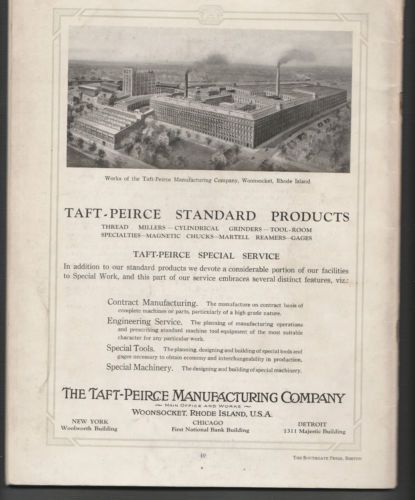 Works of the Taft-Peirce Manufacturing Company, Woonsocket, Rhode Island
TAFT-PEIRCE STANDARD PRODUCTS
THREAD MILLERS—CYLINDRICAL GRINDERS—TOOL-ROOM
SPECIALTIES—MAGNETIC CHUCKS—MARTELL REAMERS—GAGES
TAFT-PEIRCE SPECIAL SERVICE
In addition to our standard products we devote a considerable portion of our facilities
to Special Work, and this part of our service embraces several distinct features, viz.:
Contract Manufacturing. The manufacture on contract basis of
complete machines or parts, particularly of a high grade nature.
Engineering Service. The planning of manufacturing operations
and prescribing standard machine tool equipment of the most suitable
character for any particular work.
Special Tools. The planning, designing and building of special tools and
gages necessary to obtain economy and interchangeability in production.
Special Machinery. The designing and building of special machinery.
THE TAFT-PEIRCE MANUFACTURING COMPANY
MAIN OFFICE AND WORKS
WOONSOCKET, RHODE ISLAND, U.S.A.
NEW YORK
Woolworth Building
CHICAGO
First National Bank Building
DETROIT
1311 Majestic Building
40
THE SOUTHGATE PRESS, BOSTON